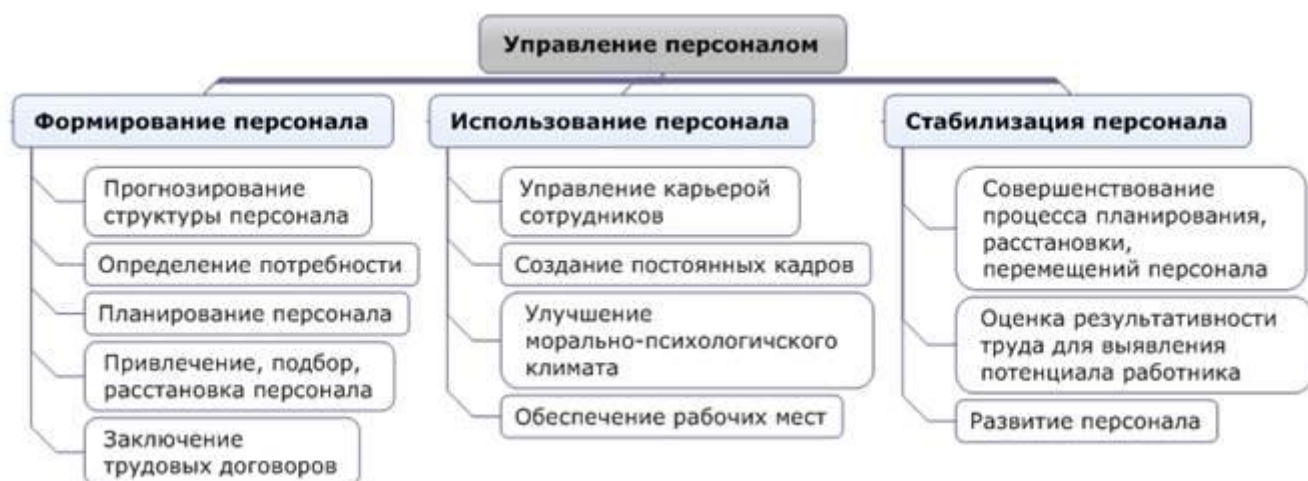 Управление персоналом
Формирование персонала
Прогнозирование
структуры персонала
Определение потребности
Планирование персонала
Привлечение, подбор,
расстановка персонала
Заключение
трудовых договоров
Использование персонала
Управление карьерой
сотрудников
Создание постоянных кадров
Улучшение
морально-психологичского
климата
Обеспечение рабочих мест
Стабилизация персонала
Совершенствование
процесса планирования,
расстановки,
перемещений персонала
Оценка результативности
труда для выявления
потенциала работника
Развитие персонала